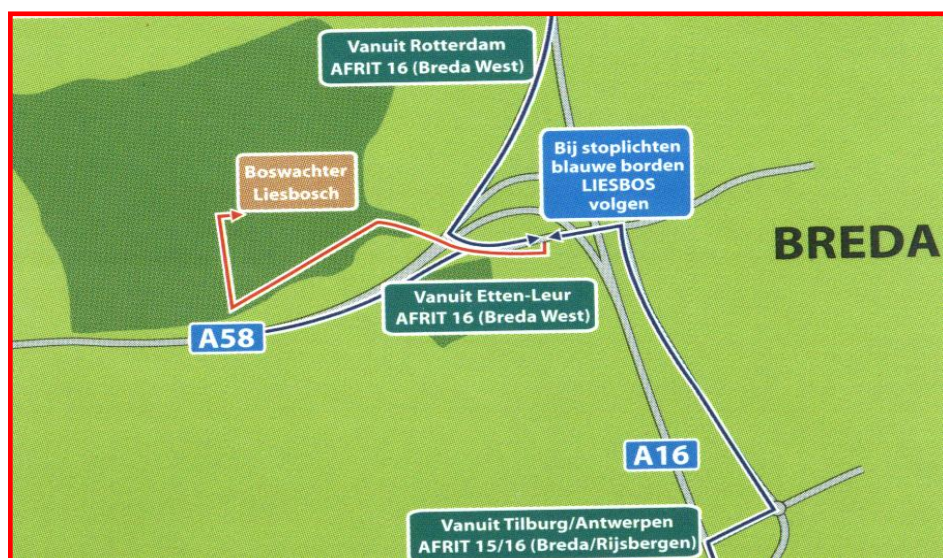 Vanuit Rotterdam
AFRIT 16 (Breda West)
Bij stoplichten
blauwe borden
LIESBOS
volgen
Boswachter
Liesbosch
BREDA
Vanuit Etten-Leur
AFRIT 16 (Breda West)
A58
A16
Vanuit Tilburg/Antwerpen
AFRIT 15/16 (Breda/Rijsbergen)